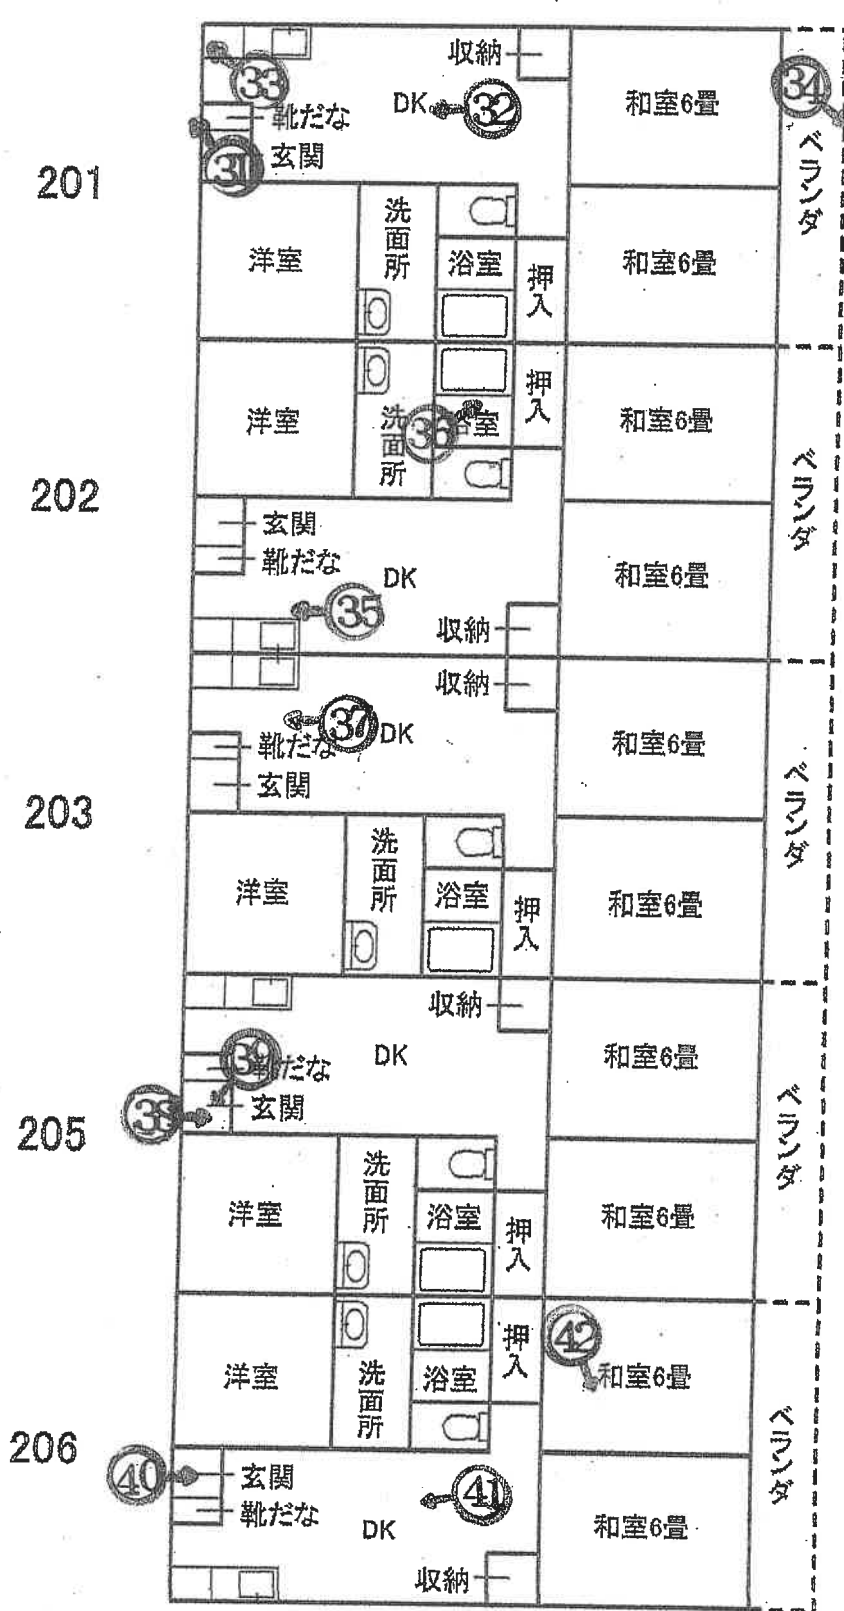 収納
33
DK
32
和室6畳
34
靴だな
31
玄関
201
ベランダ
洋室
洗面所
浴室
押入
和室6畳
洋室
洗面所
36
浴室
押入
和室6畳
202
玄関
靴だな
DK
35
収納
和室6畳
ベランダ
収納
37
DK
靴だな
玄関
和室6畳
203
ベランダ
洋室
洗面所
浴室
押入
和室6畳
収納
DK
靴だな
玄関
和室6畳
205
ベランダ
洋室
洗面所
浴室
押入
和室6畳
洋室
洗面所
浴室
押入
42
和室6畳
206
40
玄関
靴だな
DK
41
収納
和室6畳
ベランダ